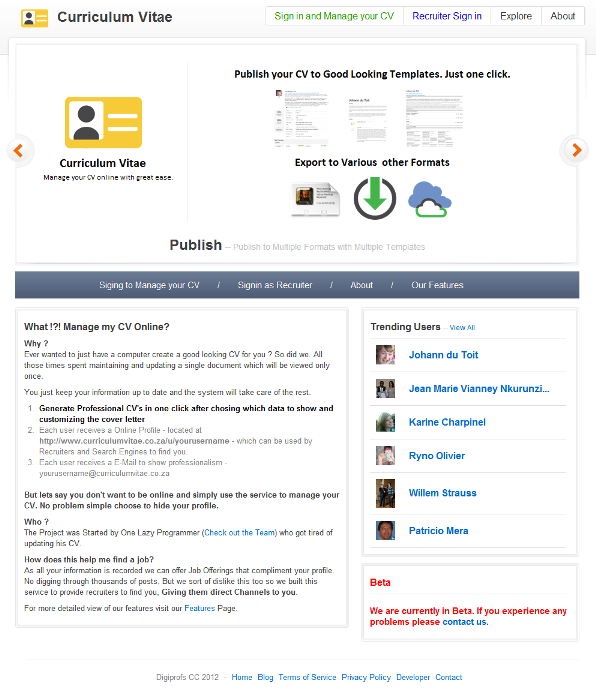 Curriculum Vitae
Sign in and Manage your CV
Recruiter Sign in
Explore
About
Publish your CV to Good Looking Templates. Just one click.
Johann du Toit
Curriculum Vitae
Manage your CV online with great ease.
Export to Various other Formats
Publish -- Publish to Multiple Formats with Multiple Templates
Siging to Manage your CV / Signin as Recruiter / About / Our Features
What !?! Manage my CV Online?
Why ?
Ever wanted to just have a computer create a good looking CV for you ? So did we. All
those times spent maintaining and updating a single document which will be viewed only
once.
You just keep your information up to date and the system will take care of the rest.
1. Generate Professional CV's in one click after chosing which data to show and
customizing the cover letter
2. Each user receives a Online Profile - located at
http://www.curriculumvitae.co.za/u/yourusername - which can be used by
Recruiters and Search Engines to find you.
3. Each user receives a E-Mail to show professionalism -
yourusername@curriculumvitae.co.za
But lets say you don't want to be online and simply use the service to manage your
CV. No problem simple choose to hide your profile.
Who ?
The Project was Started by One Lazy Programmer (Check out the Team) who got tired of
updating his CV.
How does this help me find a job?
As all your information is recorded we can offer Job Offerings that compliment your profile.
No digging through thousands of posts. But we sort of dislike this too so we built this
service to provide recruiters to find you, Giving them direct Channels to you.
For more detailed view of our features visit our Features Page.
Trending Users -- View All
Johann du Toit
Jean Marie Vianney Nkurunzi...
Karine Charpinel
Ryno Olivier
Willem Strauss
Patricio Mera
Beta
We are currently in Beta. If you experience any
problems please contact us.
Digiprofs CC 2012 - Home Blog Terms of Service Privacy Policy Developer Contact